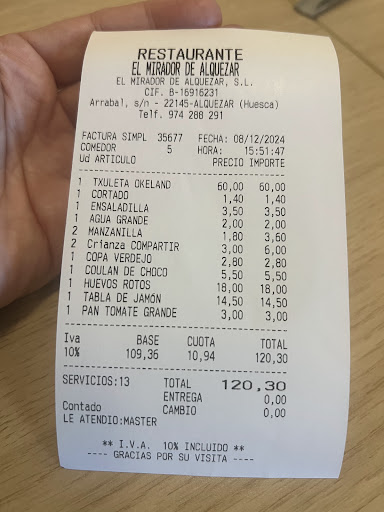 RESTAURANTE
EL MIRADOR DE ALQUEZAR
EL MIRADOR DE ALQUEZAR, S.L.
CIF. B-16916231
Arrabal, s/n - 22145-ALQUEZAR (Huesca)
Telf. 974 288 291
FACTURA SIMPL 35677 FECHA: 08/12/2024
COMEDOR 5 HORA: 15:51:47
Ud ARTICULO PRECIO IMPORTE
1 TXULETA OKELAND 60,00 60,00
1 CORTADO 1,40 1,40
1 ENSALADILLA 3,50 3,50
1 AGUA GRANDE 2,00 2,00
2 MANZANILLA 1,80 3,60
2 Crianza COMPARTIR 3,00 6,00
1 COPA VERDEJO 2,80 2,80
1 COULAN DE CHOCO 5,50 5,50
1 HUEVOS ROTOS 18,00 18,00
1 TABLA DE JAMÓN 14,50 14,50
1 PAN TOMATE GRANDE 3,00 3,00
Iva BASE CUOTA TOTAL
10% 109,36 10,94 120,30
SERVICIOS:13 TOTAL 120,30
ENTREGA 0,00
Contado CAMBIO 0,00
LE ATENDIO:MASTER
** I.V.A. 10% INCLUIDO **
---- GRACIAS POR SU VISITA ----